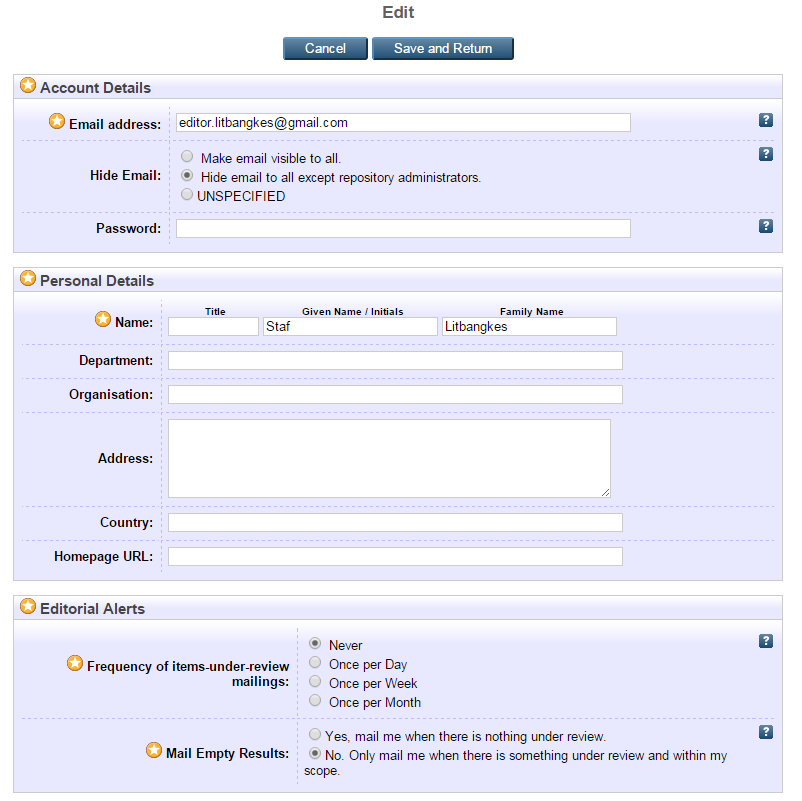 Edit
Cancel Save and Return
Account Details
Email address: editor.litbangkes@gmail.com ?
Hide Email: Make email visible to all. ?
Hide email to all except repository administrators.
UNSPECIFIED
Password: ?
Personal Details
Title Given Name / Initials Family Name
Name: Staf Litbangkes
Department:
Organisation:
Address:
Country:
Homepage URL:
Editorial Alerts
Frequency of items-under-review
mailings:
Never ?
Once per Day
Once per Week
Once per Month
Mail Empty Results: Yes, mail me when there is nothing under review. ?
No. Only mail me when there is something under review and within my
scope.